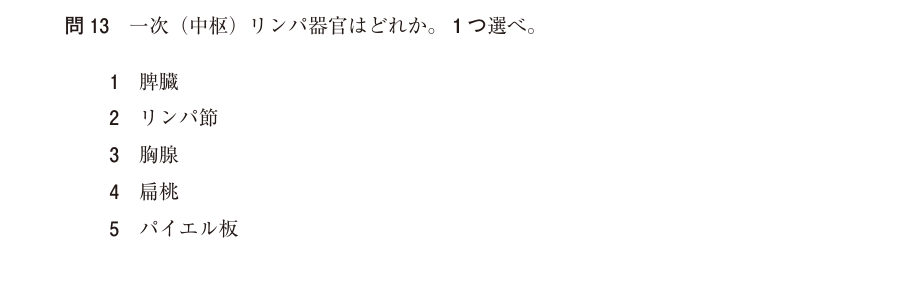 問 13　一次（中枢）リンパ器官はどれか。1つ選べ。
1　脾臓
2　リンパ節
3　胸腺
4　扁桃
5　パイエル板